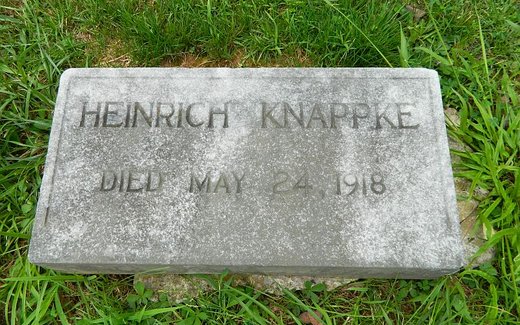 HEINRICH KNAPPKE
DIED MAY 24, 1918